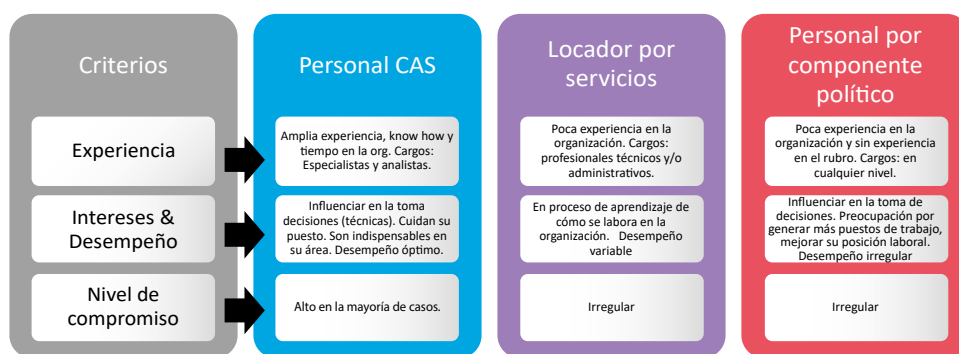 Criterios
Experiencia
Intereses &
Desempeño
Nivel de
compromiso
Personal CAS
Amplia experiencia, know how y
tiempo en la org. Cargos:
Especialistas y analistas.
Influenciar en la toma
decisiones (técnicas). Cuidan su
puesto. Son indispensables en
su área. Desempeño óptimo.
Alto en la mayoría de casos.
Locador por
servicios
Poca experiencia en la
organización. Cargos:
profesionales técnicos y/o
administrativos.
En proceso de aprendizaje de
cómo se labora en la
organización. Desempeño
variable
Irregular
Personal por
componente
político
Poca experiencia en la
organización y sin experiencia
en el rubro. Cargos: en
cualquier nivel.
Influenciar en la toma de
decisiones. Preocupación por
generar más puestos de trabajo,
mejorar su posición laboral.
Desempeño irregular
Irregular